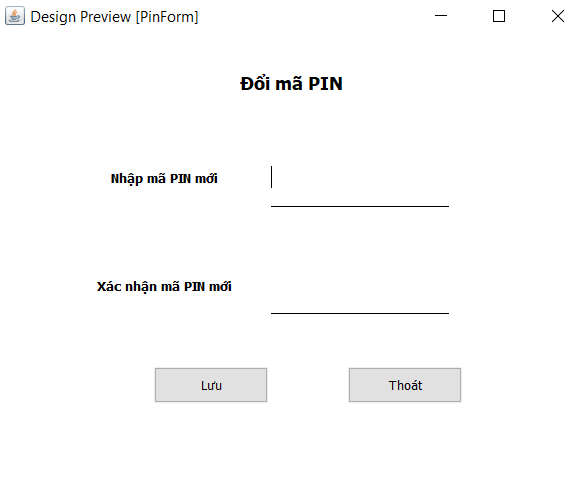 Design Preview [PinForm]
Đổi mã PIN
Nhập mã PIN mới
Xác nhận mã PIN mới
Lưu
Thoát